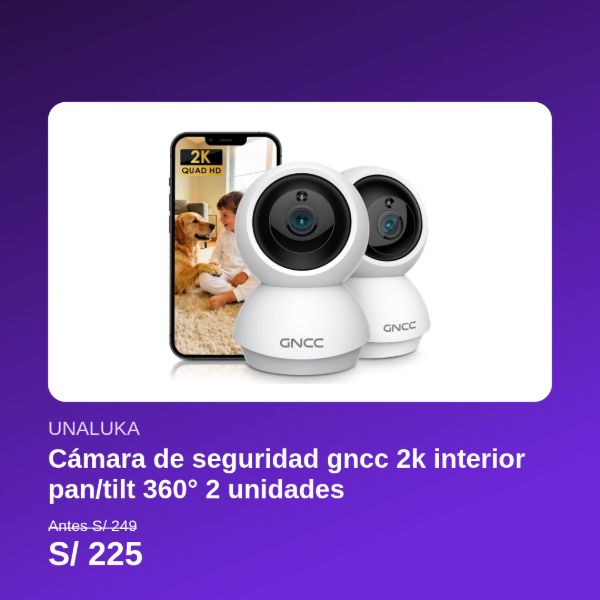 2K
QUAD HD
GNCC
GNCC
UNALUKA
Cámara de seguridad gncc 2k interior
pan/tilt 360° 2 unidades
Antes S/ 249
S/ 225